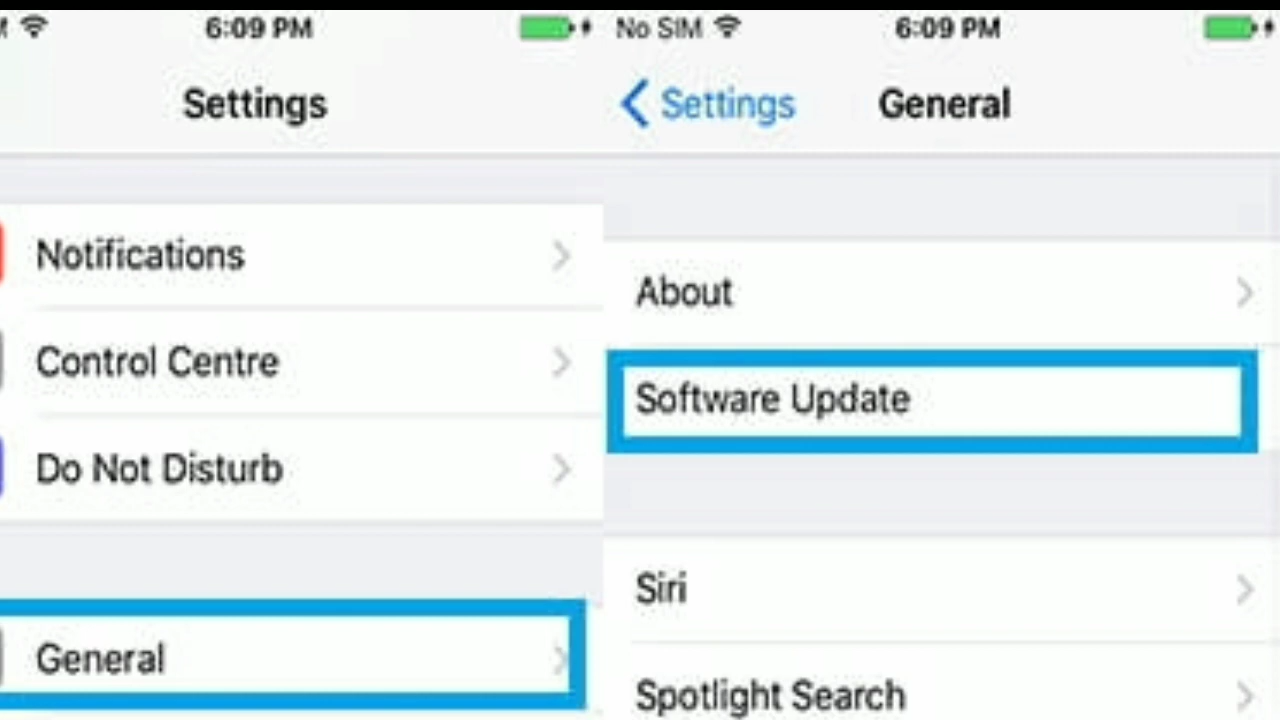 6:09 PM
Settings
Notifications
Control Centre
Do Not Disturb
General
No SIM 6:09 PM
Settings General
About
Software Update
Siri
Spotlight Search